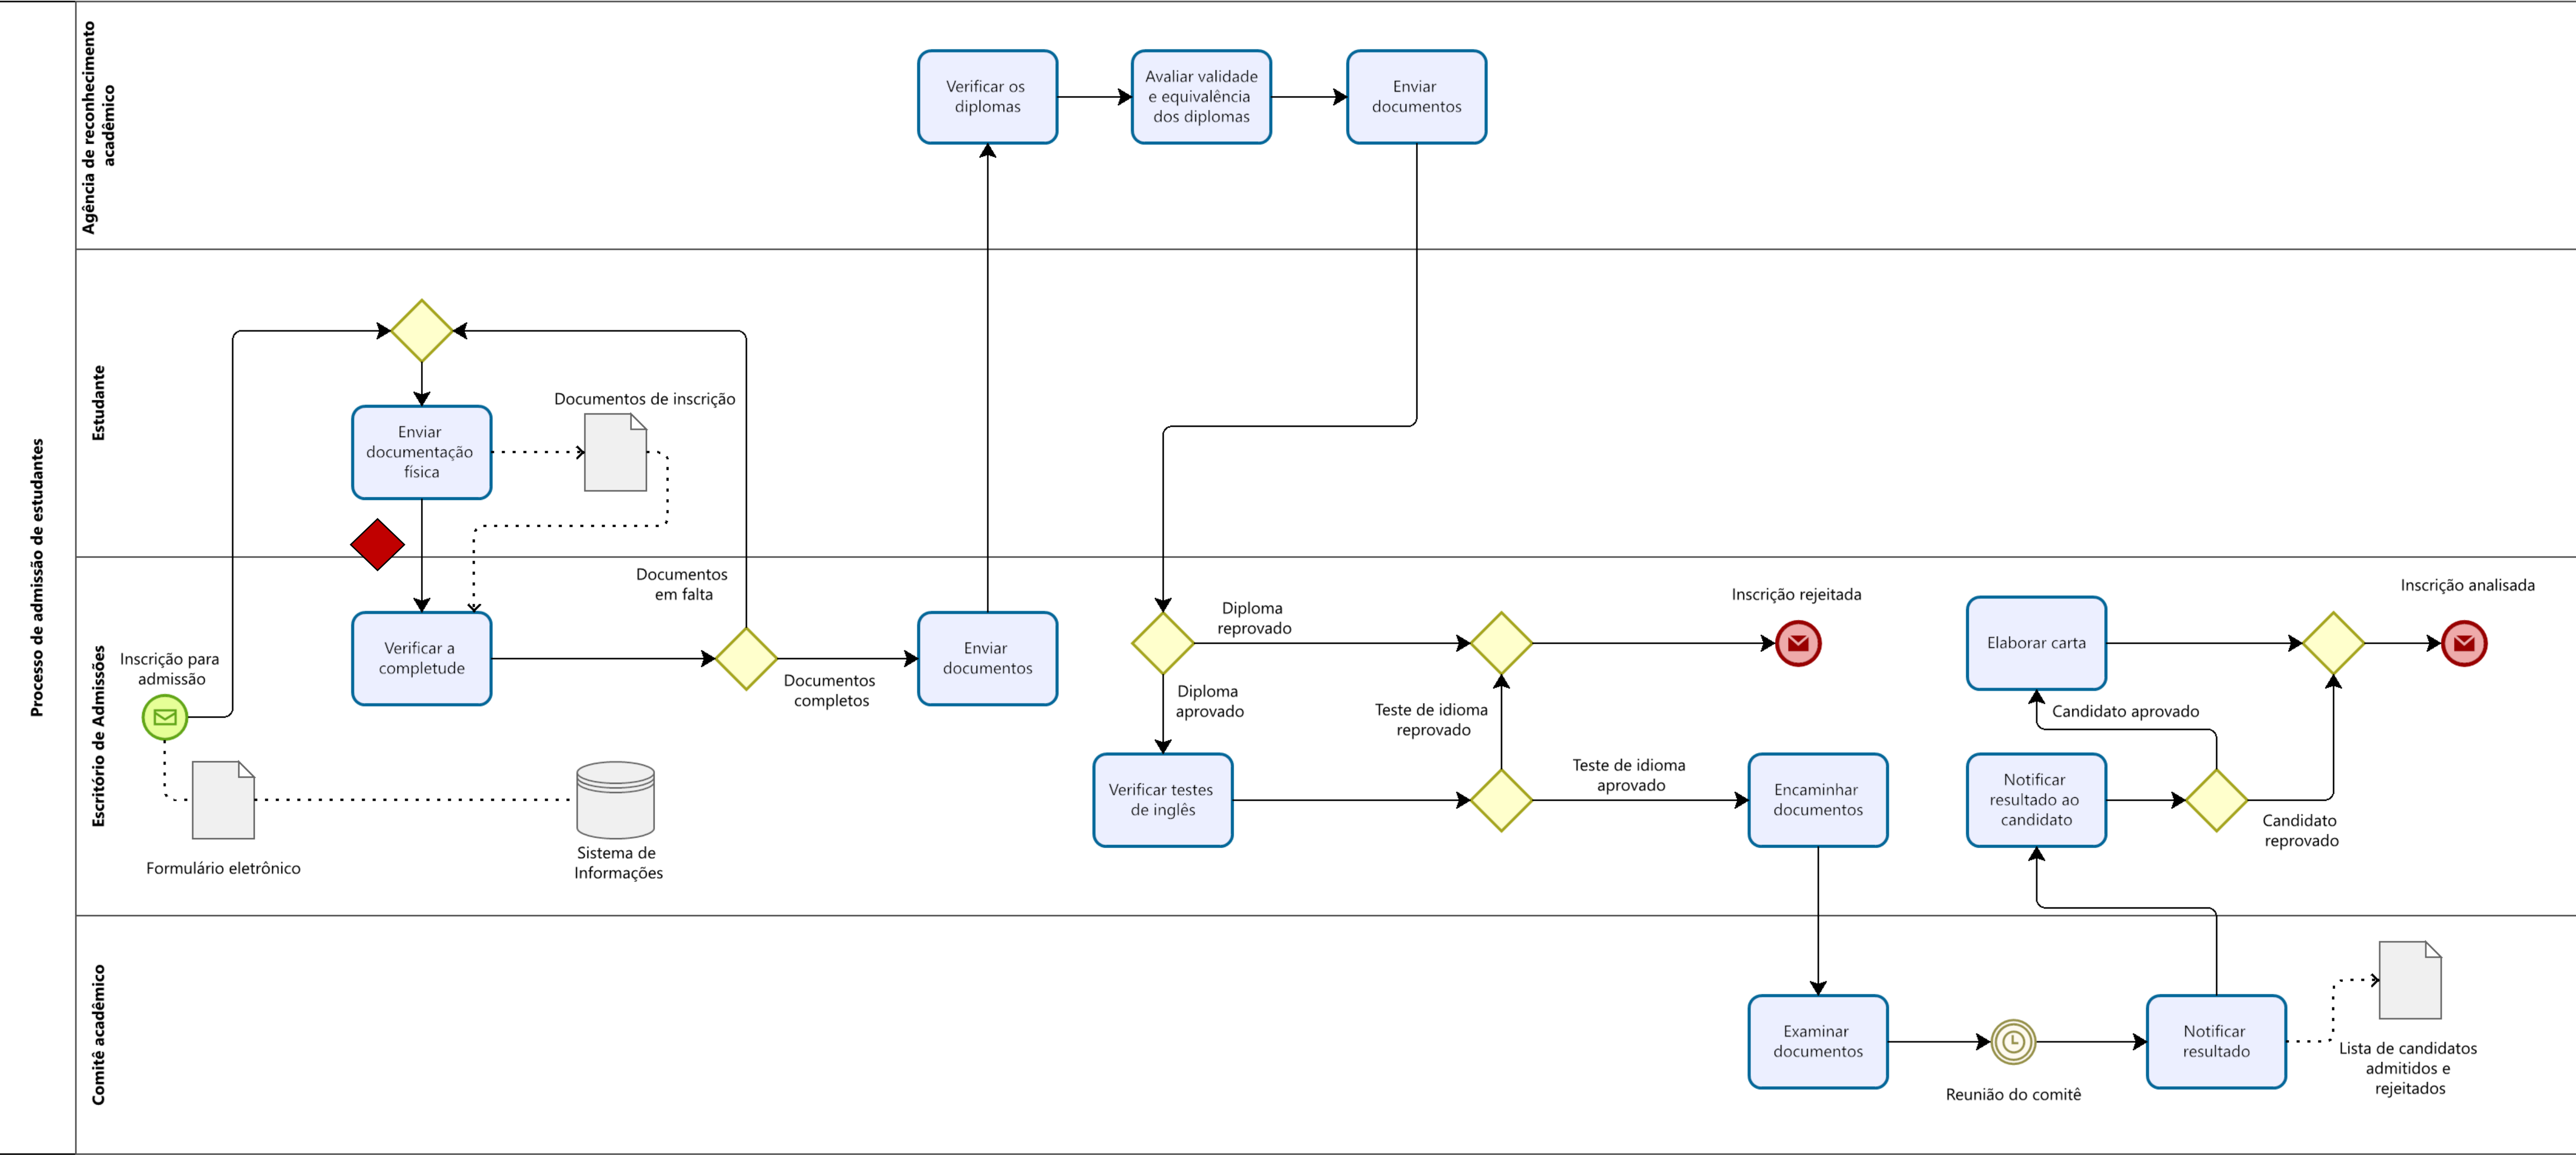 Processo de admissão de estudantes
Agência de reconhecimento
acadêmico
Verificar os
diplomas
Avaliar validade
e equivalência
dos diplomas
Enviar
documentos
Estudante
Documentos de inscrição
Enviar
documentação
física
Escritório de Admissões
Inscrição para
admissão
Formulário eletrônico
Sistema de
Informações
Verificar a
completude
Documentos
em falta
Documentos
completos
Enviar
documentos
Diploma
reprovado
Diploma
aprovado
Verificar testes
de inglês
Teste de idioma
reprovado
Teste de idioma
aprovado
Inscrição rejeitada
Encaminhar
documentos
Elaborar carta
Candidato aprovado
Notificar
resultado ao
candidato
Candidato
reprovado
Inscrição analisada
Comitê acadêmico
Examinar
documentos
Reunião do comitê
Notificar
resultado
Lista de candidatos
admitidos e
rejeitados